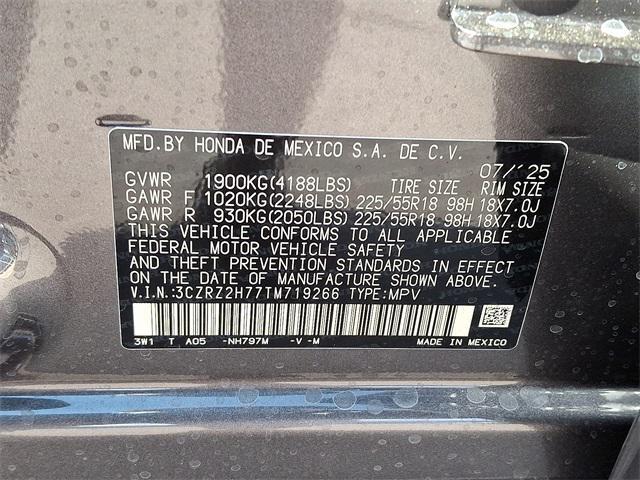 MFD.BY HONDA DE MEXICO S.A. DE C.V.
07/'25
GVWR 1900KG(4188LBS) TIRE SIZE RIM SIZE
GAWR F 1020KG(2248LBS) 225/55R18 98H 18X7.0J
GAWR R 930KG(2050LBS) 225/55R18 98H 18X7.0J
THIS VEHICLE CONFORMS TO ALL APPLICABLE
FEDERAL MOTOR VEHICLE SAFETY
AND THEFT PREVENTION STANDARDS IN EFFECT
ON THE DATE OF MANUFACTURE SHOWN ABOVE.
V.I.N.:3CZRZ2H77TM719266 TYPE:MPV
3W1 T A05 -NH797M -V -M MADE IN MEXICO